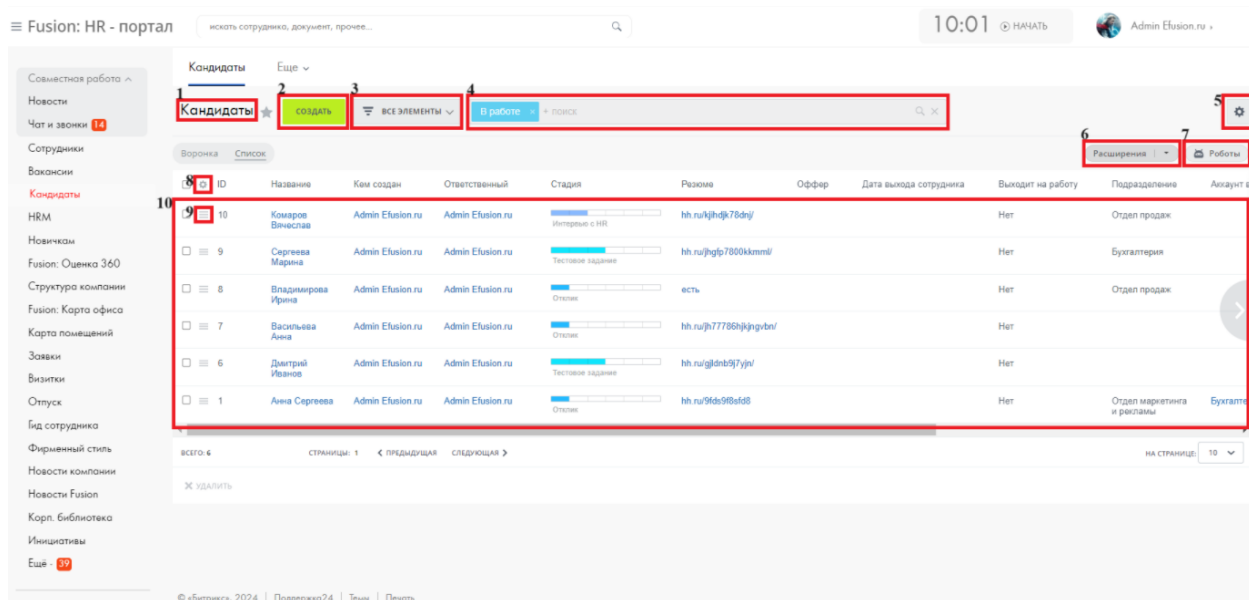 Fusion: HR - портал
искать сотрудника, документ, прочее...
10:01 НАЧАТЬ
Admin Efusion.ru
Совместная работа
Новости
Чат и звонки 14
Сотрудники
Вакансии
Кандидаты
HRM
Новичкам
Fusion: Оценка 360
Структура компании
Fusion: Карта офиса
Карта помещений
Заявки
Визитки
Отпуск
Гид сотрудника
Фирменный стиль
Новости компании
Новости Fusion
Корп. библиотека
Инициативы
Ещё - 39
Кандидаты Еще
1 2 3 4 5
Кандидаты СОЗДАТЬ ВСЕ ЭЛЕМЕНТЫ В работе × + поиск
6 7
Воронка Список Расширения Роботы
8 ID Название Кем создан Ответственный Стадия Резюме Оффер Дата выхода сотрудника Выходит на работу Подразделение Аккаунт в
10
9 10 Комаров Вячеслав Admin Efusion.ru Admin Efusion.ru Интервью с HR hh.ru/kjihdjk78dnj/ Нет Отдел продаж
9 Сергеева Марина Admin Efusion.ru Admin Efusion.ru Тестовое задание hh.ru/jhgfp7800kkmml/ Нет Бухгалтерия
8 Владимирова Ирина Admin Efusion.ru Admin Efusion.ru Отклик есть Нет Отдел продаж
7 Васильева Анна Admin Efusion.ru Admin Efusion.ru Отклик hh.ru/jh77786hjkjngvbn/ Нет
6 Дмитрий Иванов Admin Efusion.ru Admin Efusion.ru Тестовое задание hh.ru/gjldnb9j7yjn/ Нет
1 Анна Сергеева Admin Efusion.ru Admin Efusion.ru Отклик hh.ru/9fds9f8sfd8 Нет Отдел маркетинга и рекламы Бухгалте
ВСЕГО: 6 СТРАНИЦЫ: 1 ПРЕДЫДУЩАЯ СЛЕДУЮЩАЯ НА СТРАНИЦЕ: 10
× УДАЛИТЬ
© «Битрикс», 2024 | Поддержка24 | Темы | Печать